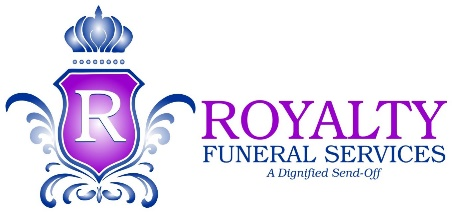 R
ROYALTY
FUNERAL SERVICES
A Dignified Send-Off